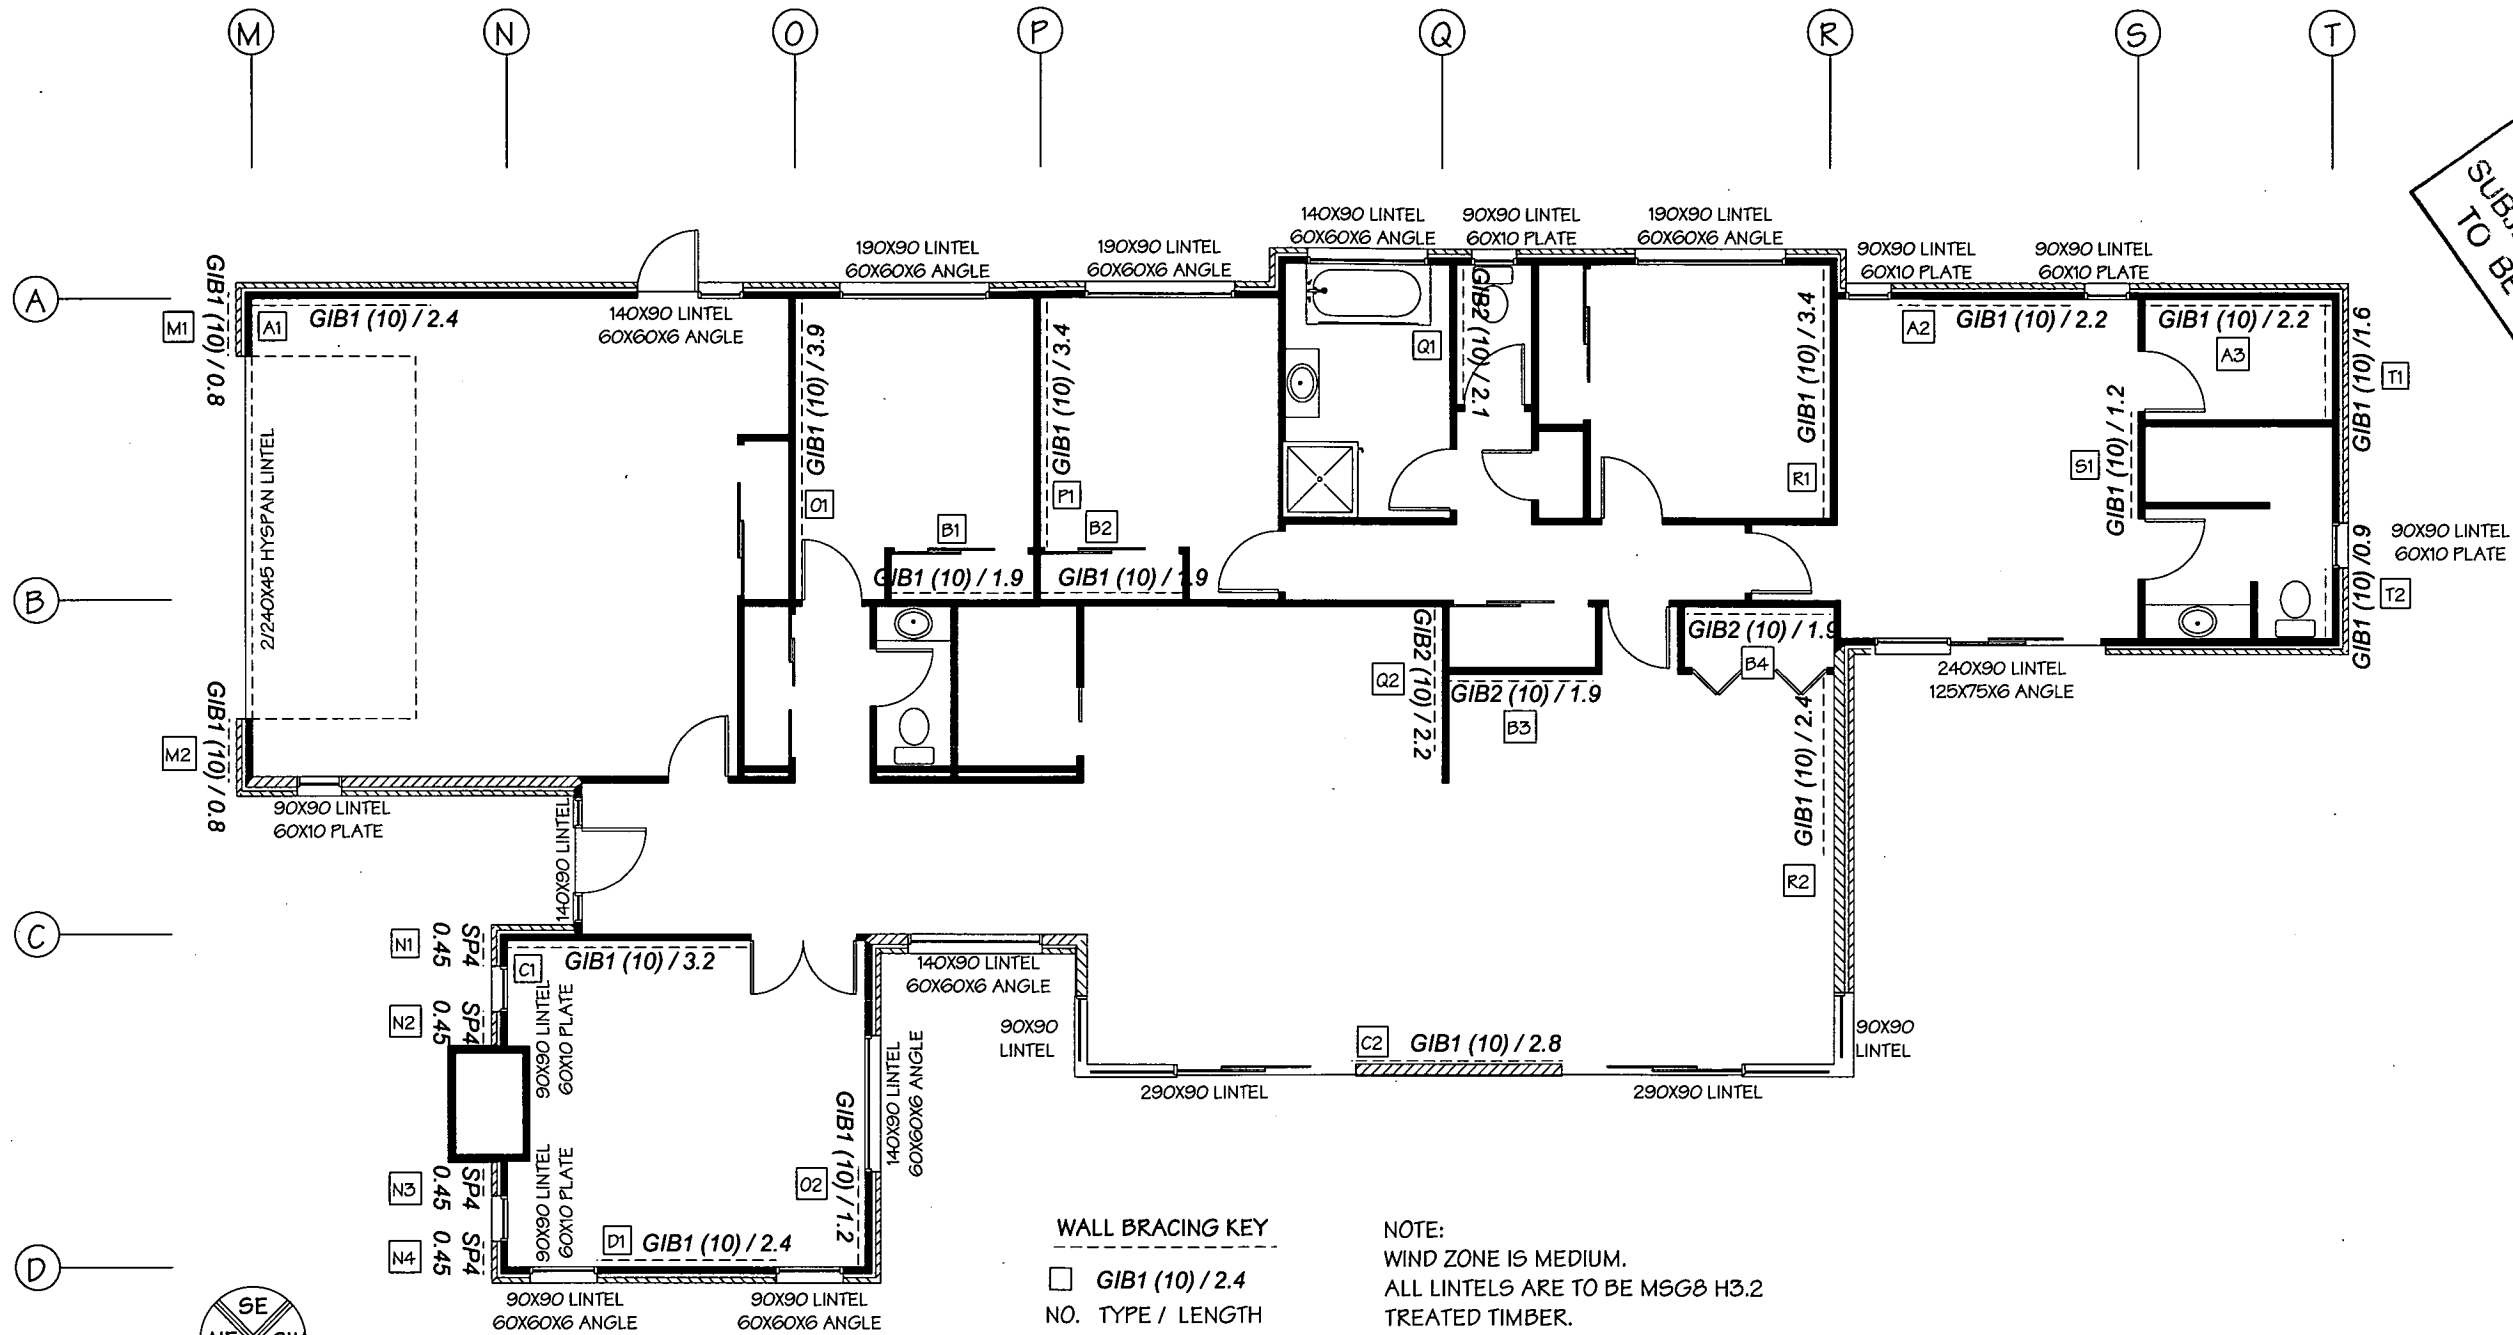 M
N
O
P
Q
R
S
T
SUBJ
TO BE
A
B
C
D
140X90 LINTEL
60X60X6 ANGLE
90X90 LINTEL
60X10 PLATE
190X90 LINTEL
60X60X6 ANGLE
190X90 LINTEL
60X60X6 ANGLE
190X90 LINTEL
60X60X6 ANGLE
90X90 LINTEL
60X10 PLATE
90X90 LINTEL
60X10 PLATE
M1
GIB1 (10) / 0.8
A1
GIB1 (10) / 2.4
140X90 LINTEL
60X60X6 ANGLE
GIB1 (10) / 3.9
O1
GIB1 (10) / 3.4
P1
Q1
GIB2 (10) / 2.1
GIB1 (10) / 3.4
R1
A2
GIB1 (10) / 2.2
GIB1 (10) / 2.2
A3
GIB1 (10) /1.6
T1
S1
GIB1 (10) / 1.2
2/240X45 HYSPAN LINTEL
B1
GIB1 (10) / 1.9
B2
GIB1 (10) / 1.9
90X90 LINTEL
60X10 PLATE
GIB1 (10) /0.9
T2
GIB2 (10) / 2.2
Q2
GIB2 (10) / 1.9
B3
GIB2 (10) / 1.9
B4
240X90 LINTEL
125X75X6 ANGLE
GIB1 (10) / 2.4
R2
M2
GIB1 (10) / 0.8
90X90 LINTEL
60X10 PLATE
140X90 LINTEL
N1
SP4
0.45
N2
SP4
0.45
N3
SP4
0.45
N4
SP4
0.45
C1
GIB1 (10) / 3.2
90X90 LINTEL
60X10 PLATE
90X90 LINTEL
60X10 PLATE
140X90 LINTEL
60X60X6 ANGLE
140X90 LINTEL
60X60X6 ANGLE
GIB1 (10) / 1.2
O2
D1
GIB1 (10) / 2.4
90X90
LINTEL
C2
GIB1 (10) / 2.8
90X90
LINTEL
290X90 LINTEL
290X90 LINTEL
90X90 LINTEL
60X60X6 ANGLE
90X90 LINTEL
60X60X6 ANGLE
SE
WALL BRACING KEY
GIB1 (10) / 2.4
NO. TYPE / LENGTH
NOTE:
WIND ZONE IS MEDIUM.
ALL LINTELS ARE TO BE MSG8 H3.2
TREATED TIMBER.